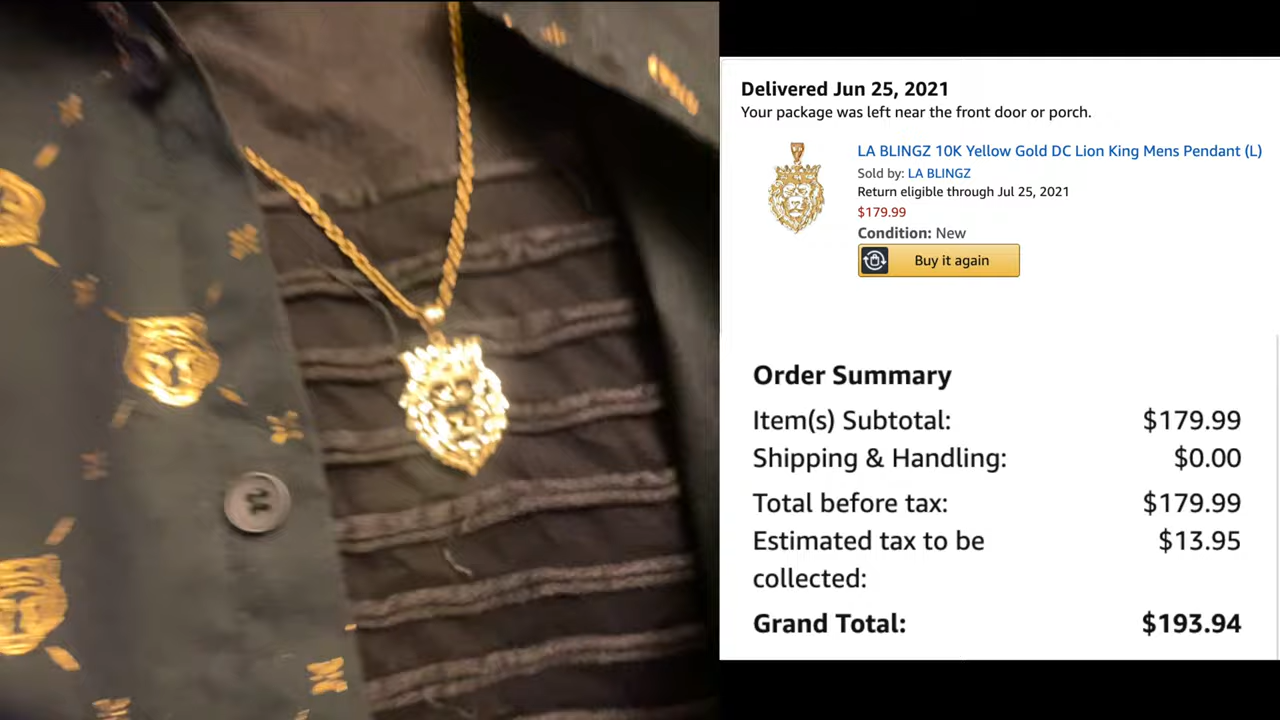 Delivered Jun 25, 2021
Your package was left near the front door or porch.
LA BLINGZ 10K Yellow Gold DC Lion King Mens Pendant (L)
Sold by: LA BLINGZ
Return eligible through Jul 25, 2021
$179.99
Condition: New
Buy it again
Order Summary
Item(s) Subtotal: $179.99
Shipping & Handling: $0.00
Total before tax: $179.99
Estimated tax to be $13.95
collected:
Grand Total: $193.94